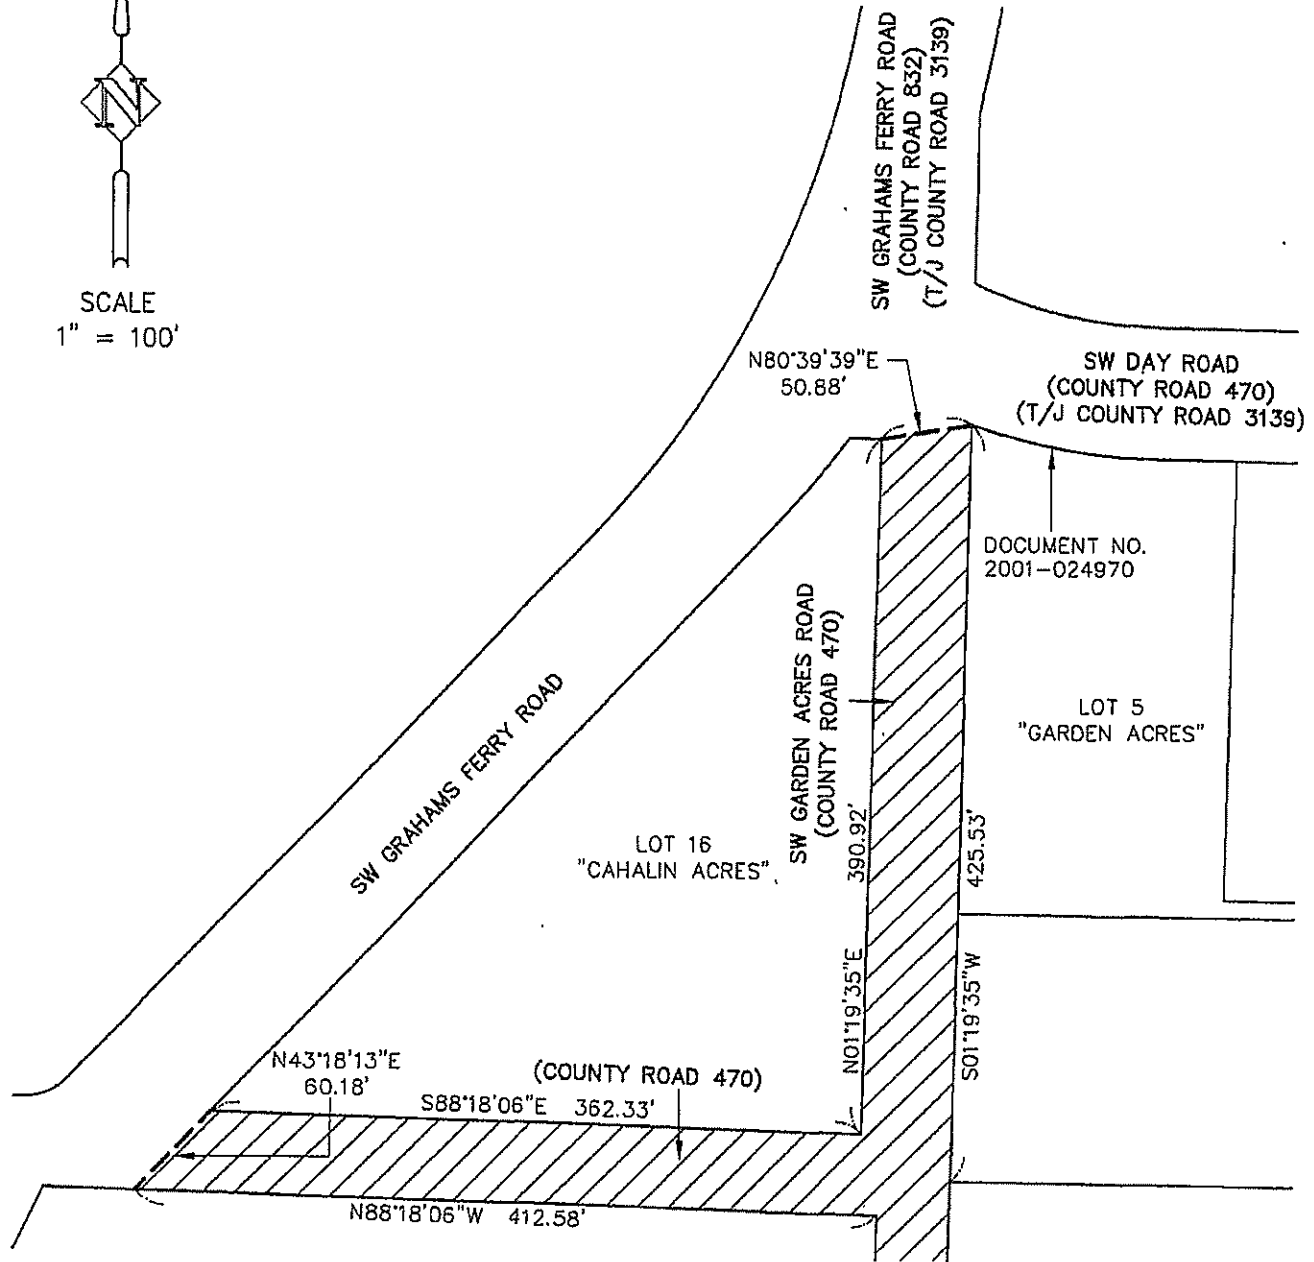 N
SCALE
1" = 100'
SW GRAHAMS FERRY ROAD
(COUNTY ROAD 832)
(T/J COUNTY ROAD 3139)
N80°39'39"E
50.88'
SW DAY ROAD
(COUNTY ROAD 470)
(T/J COUNTY ROAD 3139)
DOCUMENT NO.
2001-024970
SW GARDEN ACRES ROAD
(COUNTY ROAD 470)
LOT 5
"GARDEN ACRES"
SW GRAHAMS FERRY ROAD
LOT 16
"CAHALIN ACRES"
390.92'
425.53'
N01°19'35"E
S01°19'35"W
N43°18'13"E
60.18'
(COUNTY ROAD 470)
S88°18'06"E 362.33'
N88°18'06"W 412.58'